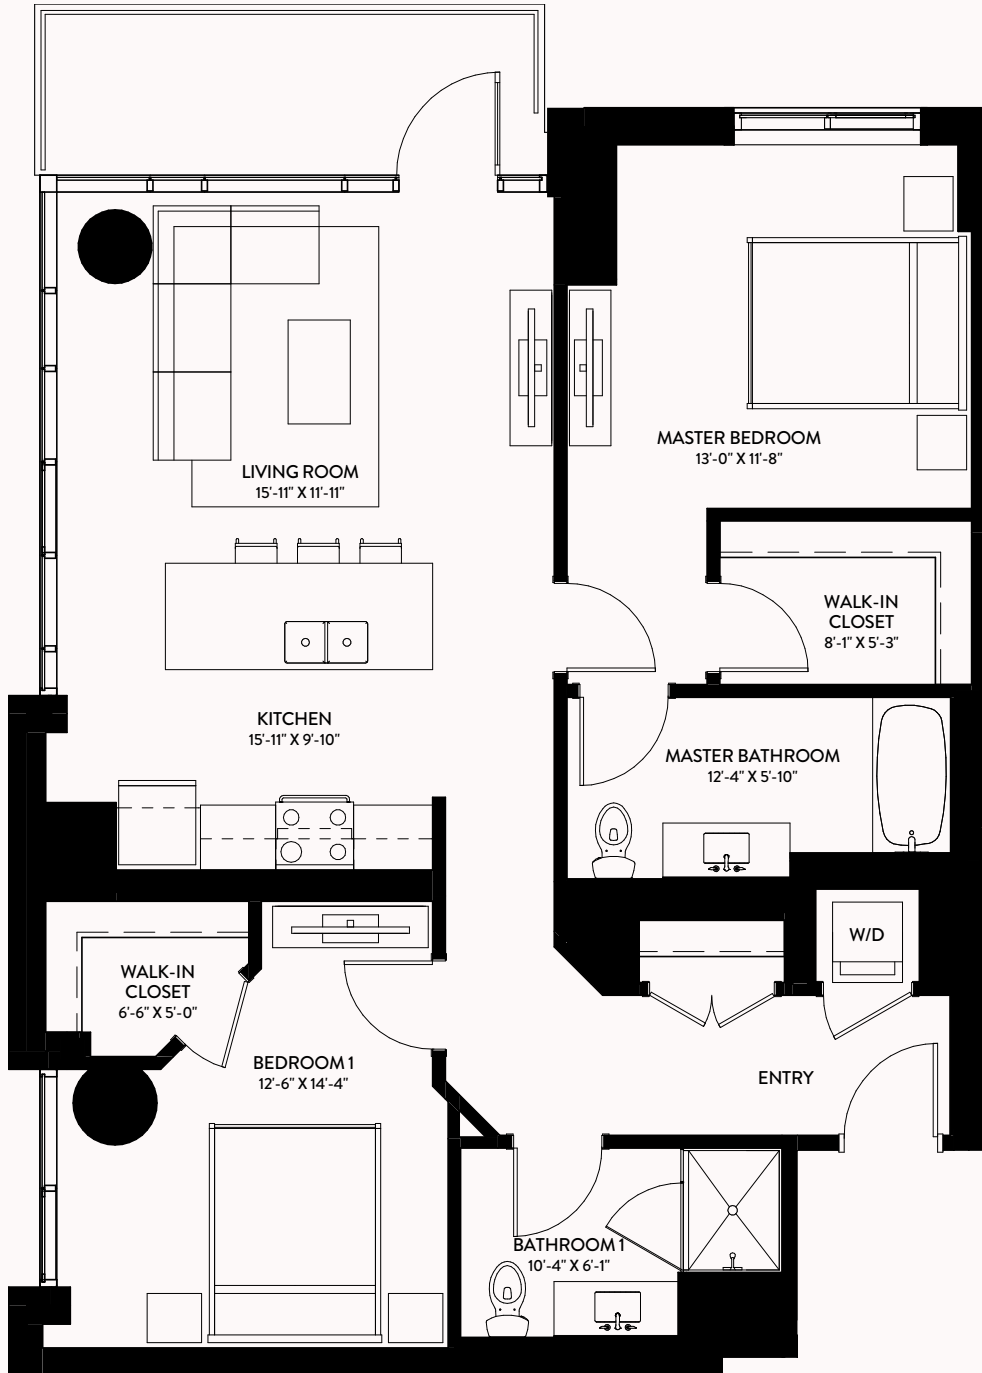 MASTER BEDROOM
13'-0" X 11'-8"
LIVING ROOM
15'-11" X 11'-11"
WALK-IN
CLOSET
8'-1" X 5'-3"
KITCHEN
15'-11" X 9'-10"
MASTER BATHROOM
12'-4" X 5'-10"
W/D
WALK-IN
CLOSET
6'-6" X 5'-0"
BEDROOM 1
12'-6" X 14'-4"
ENTRY
BATHROOM 1
10'-4" X 6'-1"